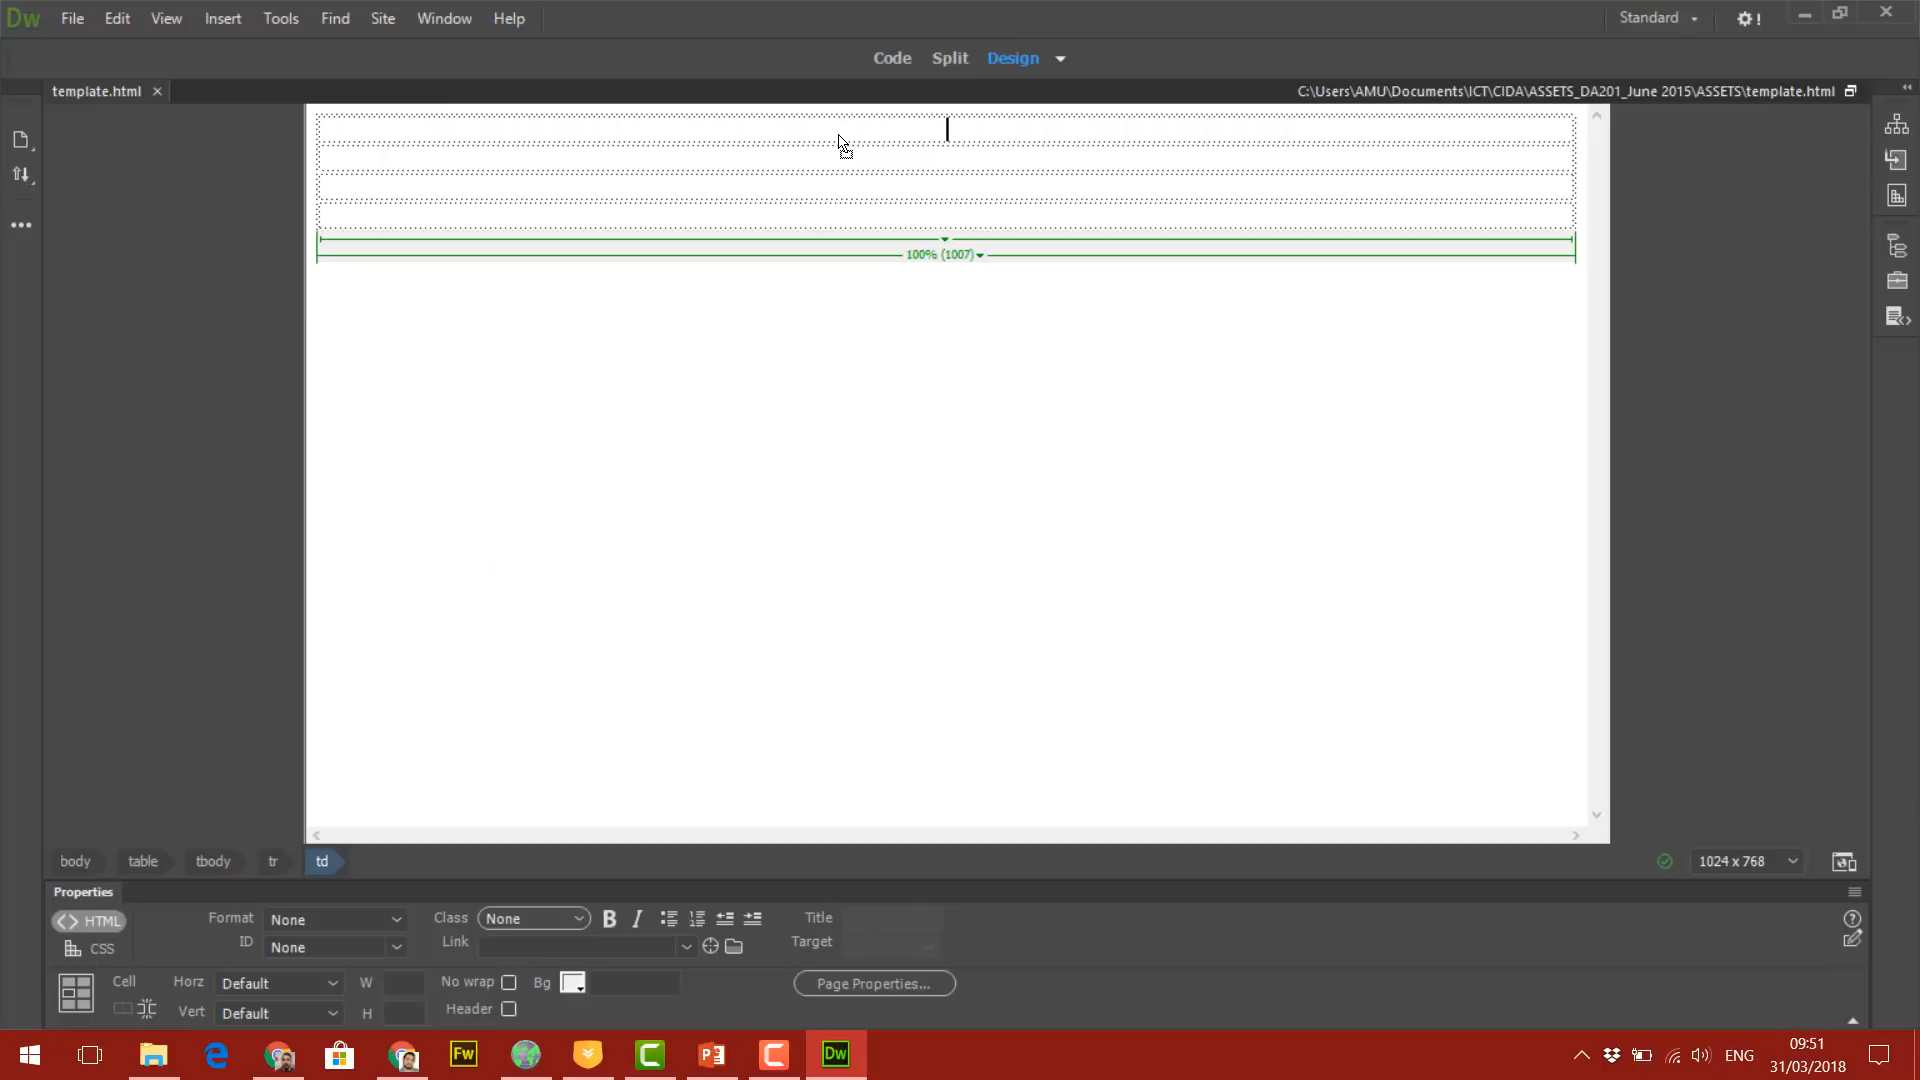 Dw File Edit View Insert Tools Find Site Window Help Standard !
Code Split Design
template.html × C:\Users\AMU\Documents\ICT\CIDA\ASSETS_DA201_June 2015\ASSETS\template.html
100% (1007)
body table tbody tr td 1024 x 768
Properties
HTML Format None Class None B I Title
CSS ID None Link Target
Cell Horz Default W No wrap Bg Page Properties...
Vert Default H Header
Fw Dw ENG 09:51
31/03/2018